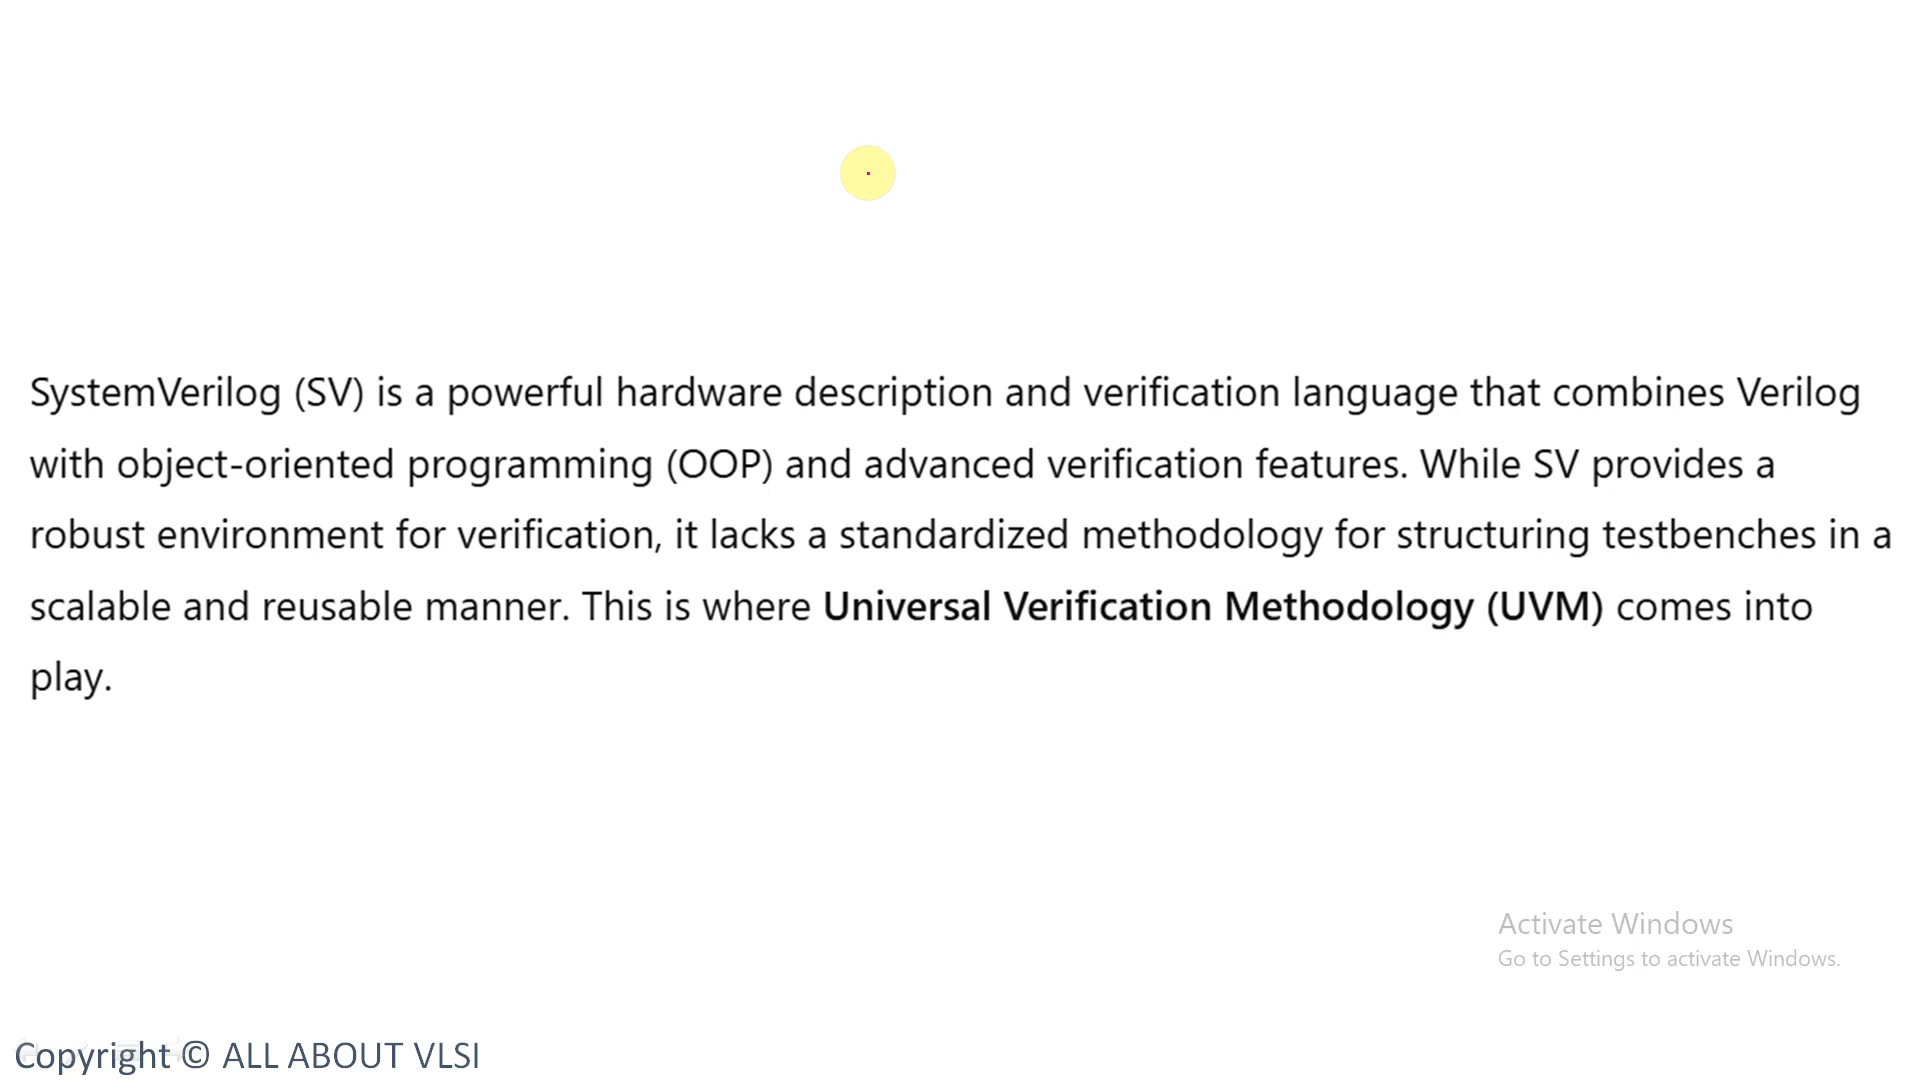 SystemVerilog (SV) is a powerful hardware description and verification language that combines Verilog
with object-oriented programming (OOP) and advanced verification features. While SV provides a
robust environment for verification, it lacks a standardized methodology for structuring testbenches in a
scalable and reusable manner. This is where Universal Verification Methodology (UVM) comes into
play.
Activate Windows
Go to Settings to activate Windows.
Copyright © ALL ABOUT VLSI